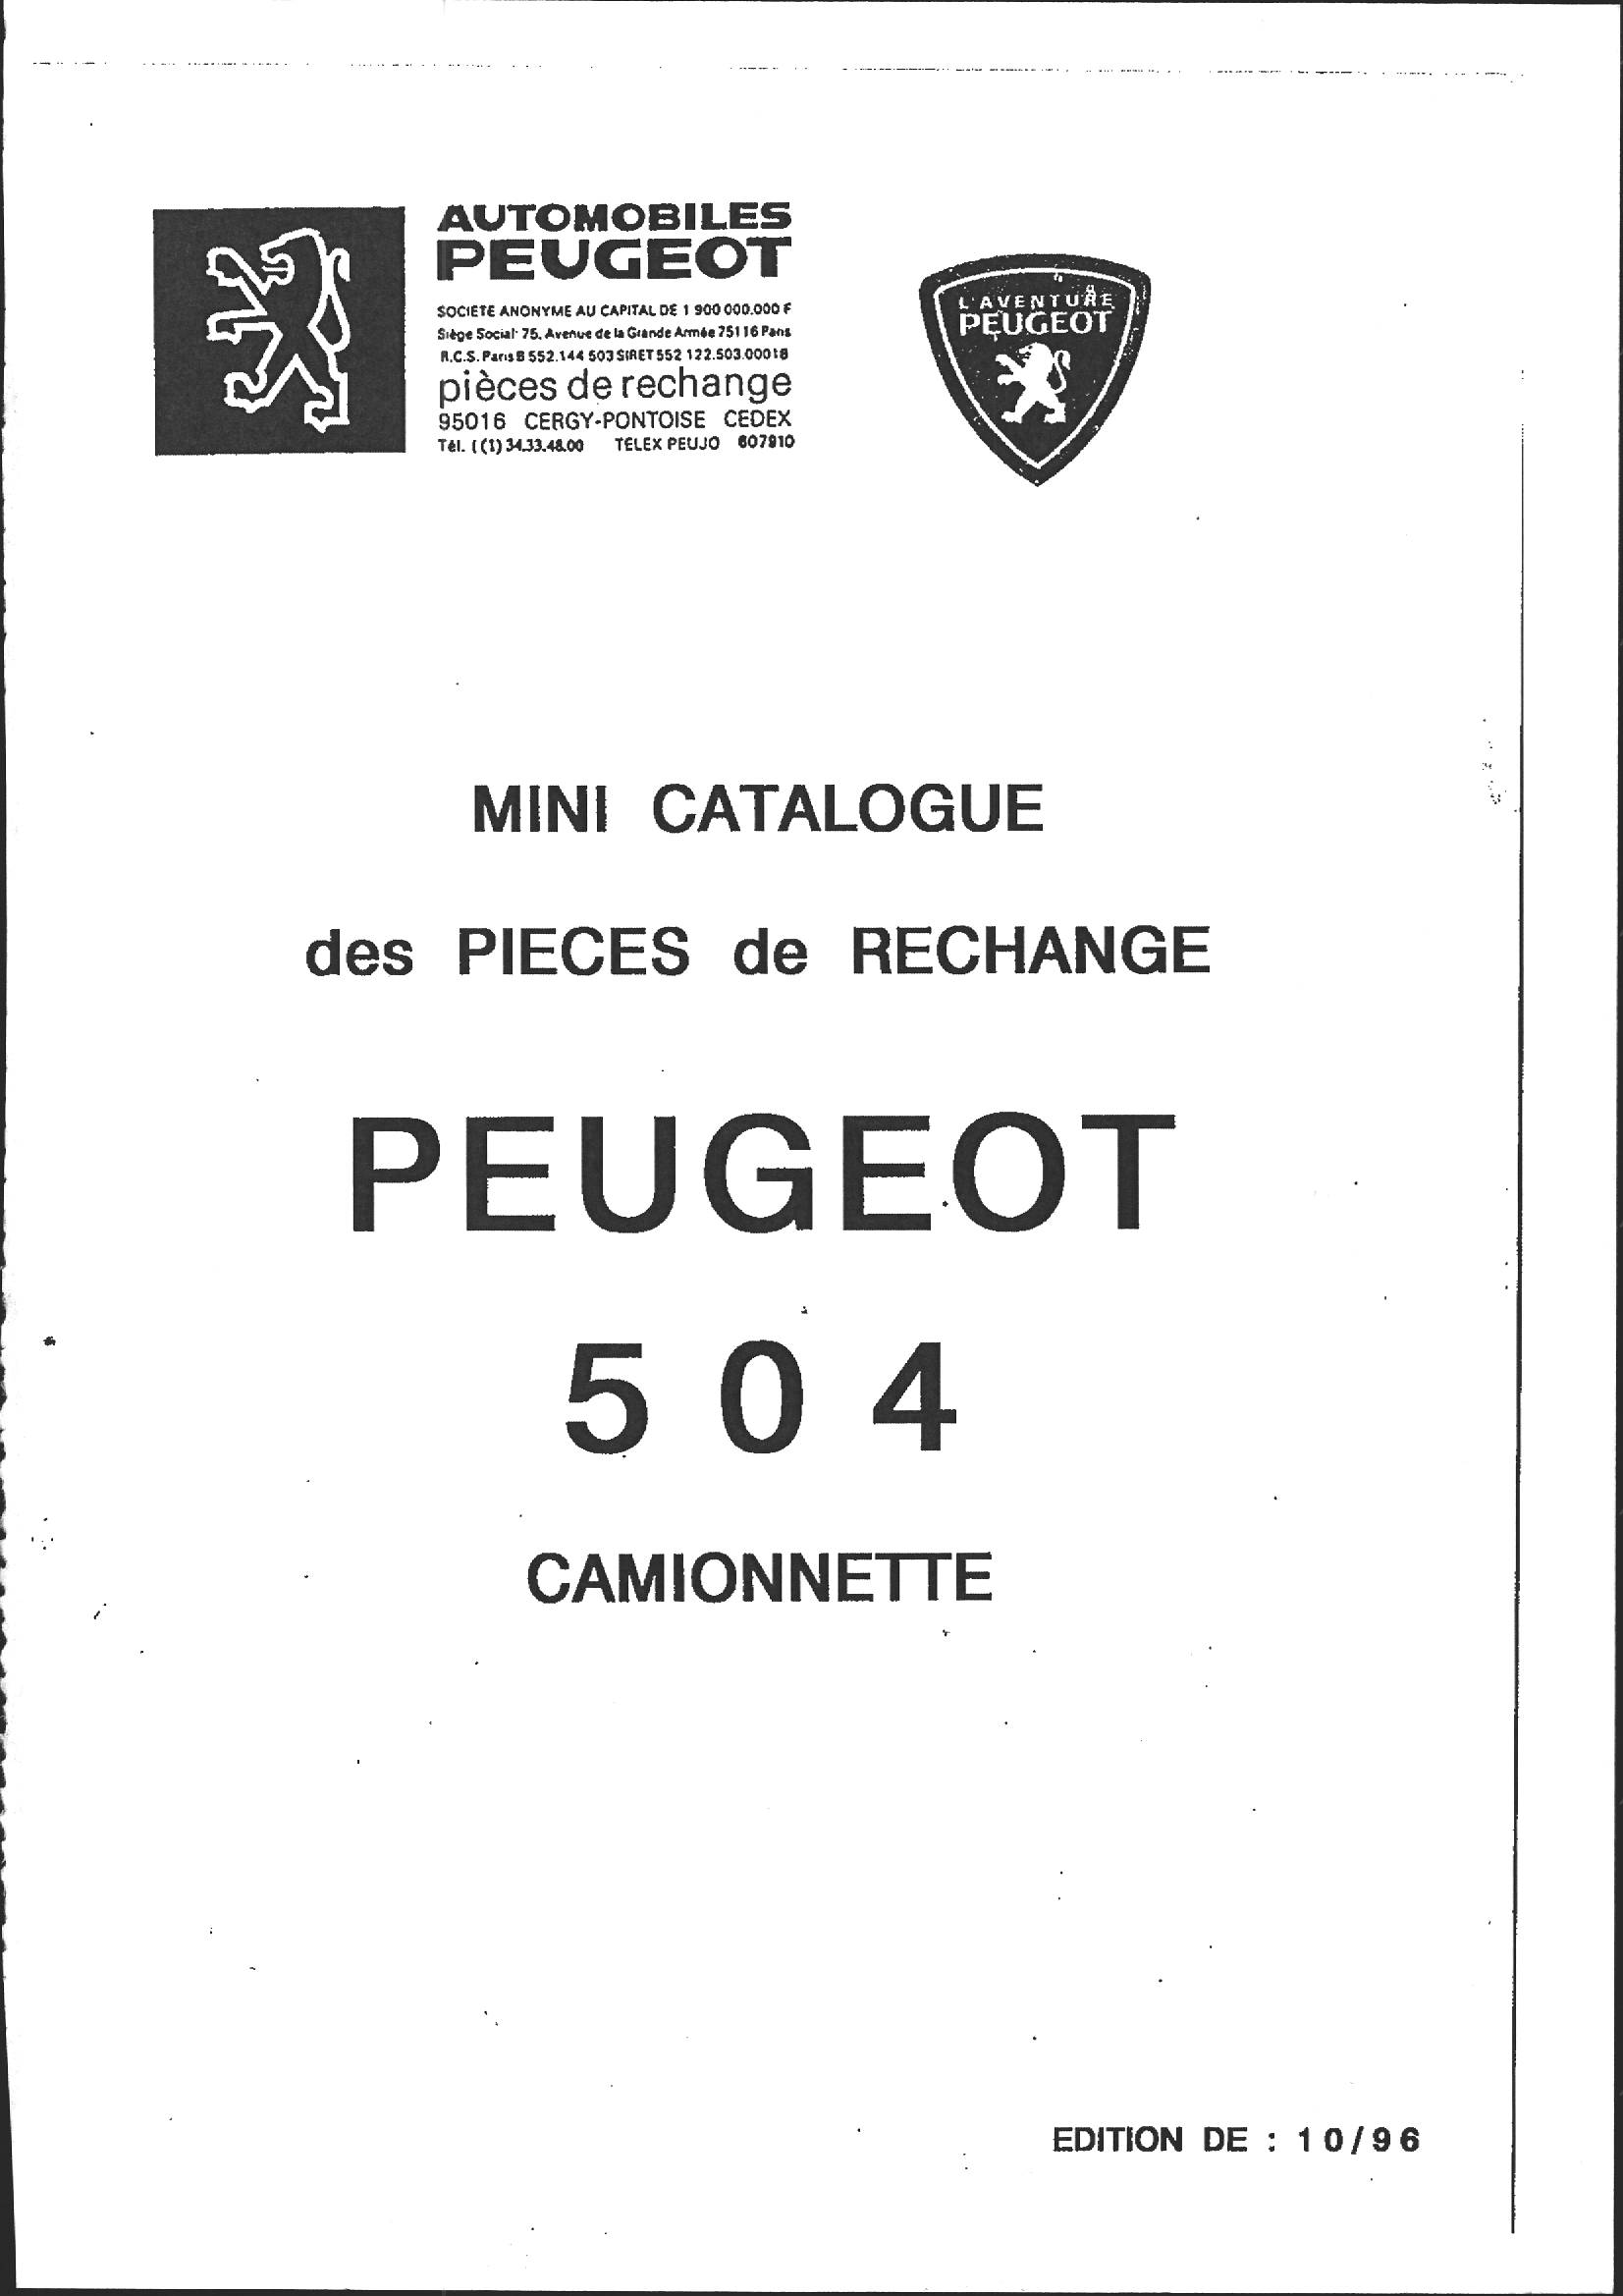 AUTOMOBILES
PEUGEOT
SOCIETE ANONYME AU CAPITAL DE 1 900 000.000 F
Siège Social: 75, Avenue de la Grande Armée 75116 Paris
R.C.S. Paris B 552.144 503 SIRET 552 122.503.00018
pièces de rechange
95016 CERGY-PONTOISE CEDEX
Tél. ((1) 34.33.48.00 TELEX PEUJO 607910
L'AVENTURE
PEUGEOT
MINI CATALOGUE
des PIECES de RECHANGE
PEUGEOT
504
CAMIONNETTE
EDITION DE : 10/96